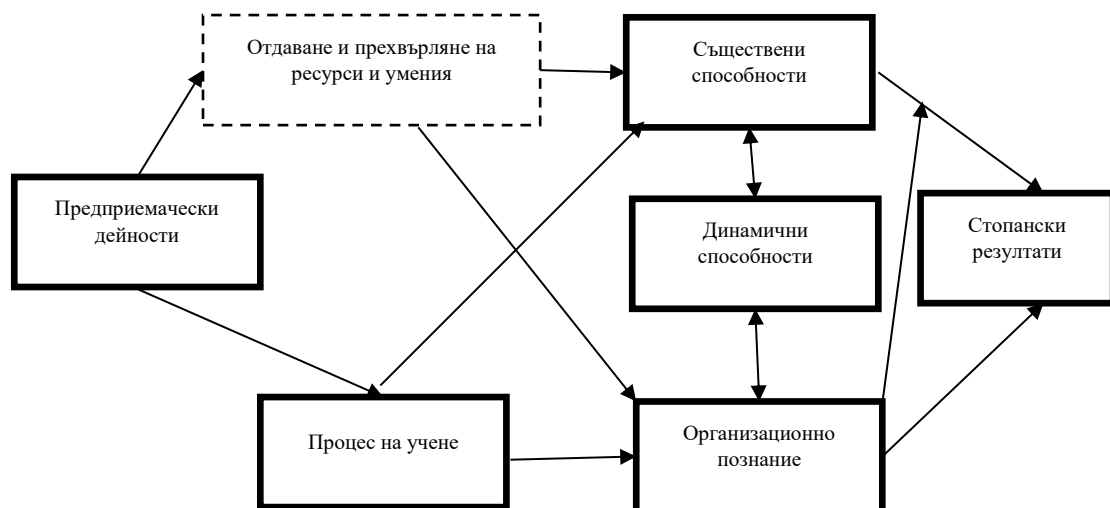 Отдаване и прехвърляне на
ресурси и умения
Съществени
способности
Предприемачески
дейности
Динамични
способности
Стопански
резултати
Процес на учене
Организационно
познание